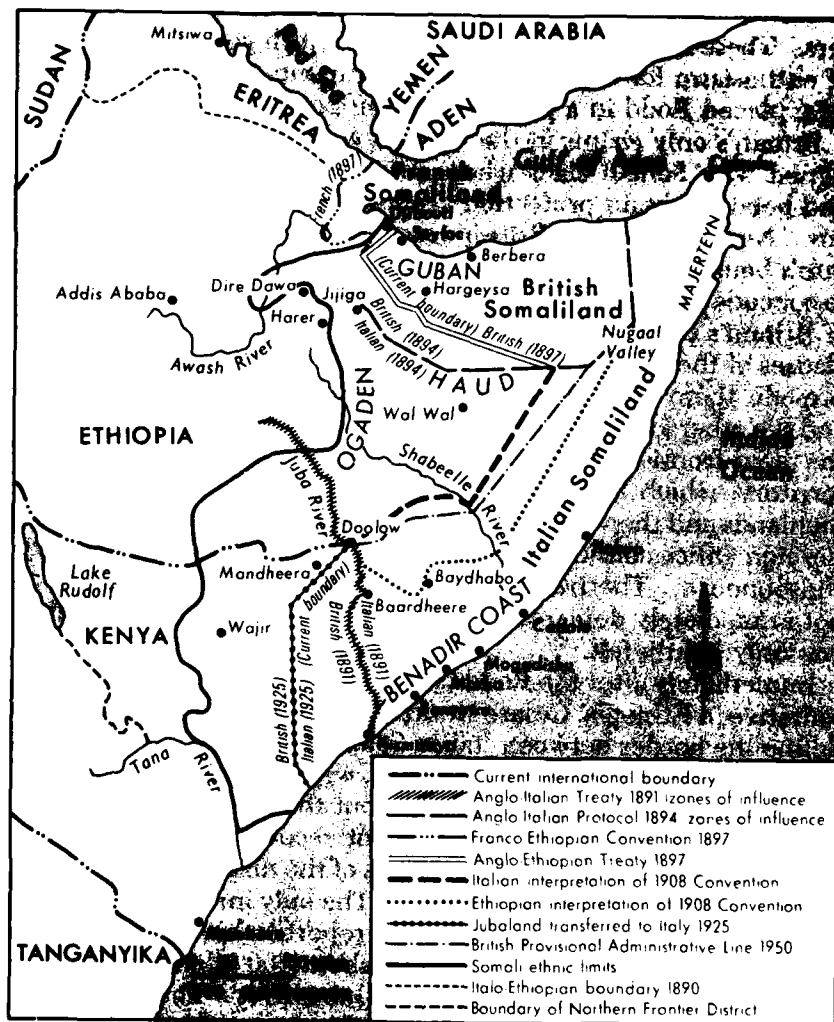 SAUDI ARABIA
Mitsiwa
SUDAN
YEMEN
ERITREA
ADEN
Gulf of Aden
French (1897)
Somaliland
MAJERTEYN
Berbera
GUBAN
Addis Ababa
Dire Dawa
Jijiga
Hargeysa
British
Somaliland
Harer
(Current boundary) British (1897)
British (1894)
Italian (1894)
Nugaal
Valley
Awash River
HAUD
OGADEN
Wal Wal
ETHIOPIA
Italian Somaliland
Shabeelle River
Juba River
Doolow
Lake
Rudolf
Mandheera
Baydhabo
(Current boundary)
Baardheere
KENYA
Wajir
British (1891)
Italian (1891)
BENADIR COAST
British (1925)
Italian (1925)
Tana River
TANGANYIKA
Current international boundary
Anglo Italian Treaty 1891 (zones of influence
Anglo Italian Protocol 1894 zones of influence
Franco Ethiopian Convention 1897
Anglo Ethiopian Treaty 1897
Italian interpretation of 1908 Convention
Ethiopian interpretation of 1908 Convention
Jubaland transferred to Italy 1925
British Provisional Administrative Line 1950
Somali ethnic limits
Italo Ethiopian boundary 1890
Boundary of Northern Frontier District